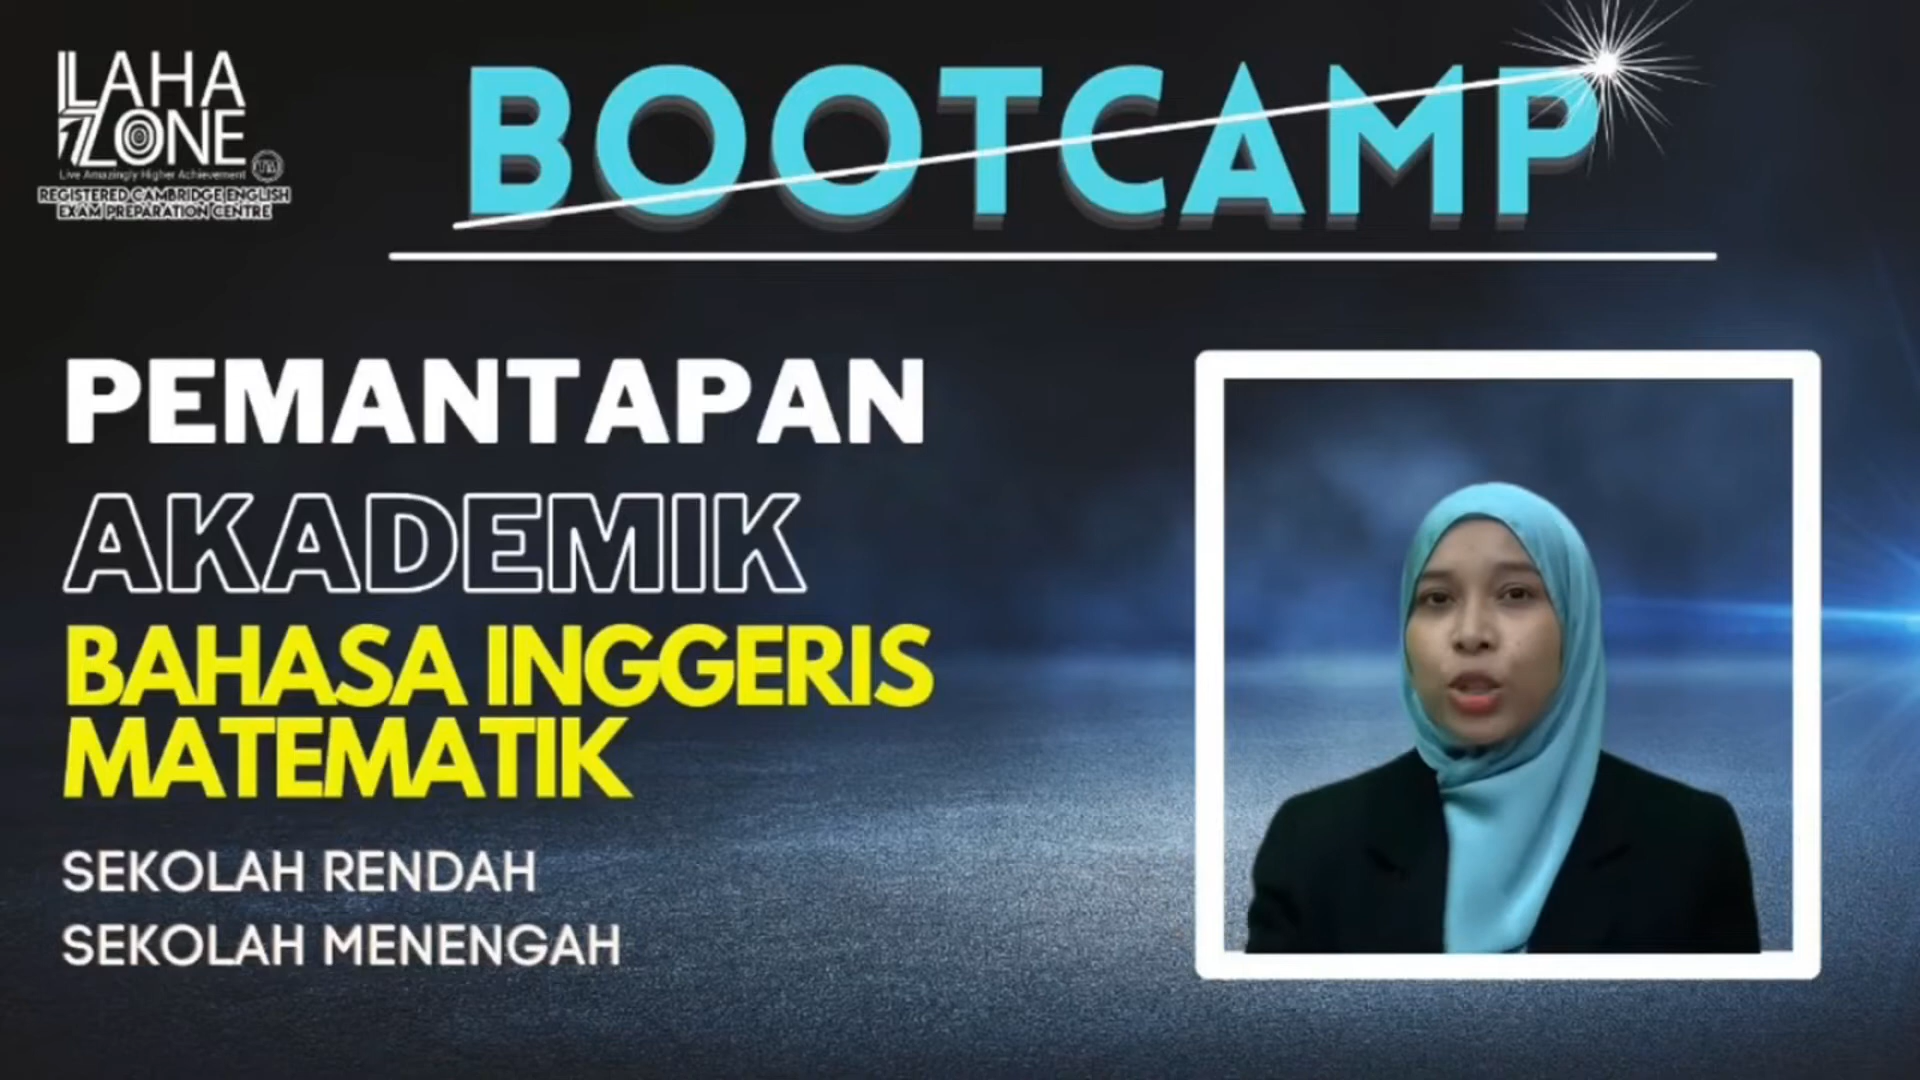 LAHA
ZONE
Live Amazingly Higher Achievement
TM
REGISTERED CAMBRIDGE ENGLISH
EXAM PREPARATION CENTRE
BOOTCAMP
PEMANTAPAN
AKADEMIK
BAHASA INGGERIS
MATEMATIK
SEKOLAH RENDAH
SEKOLAH MENENGAH